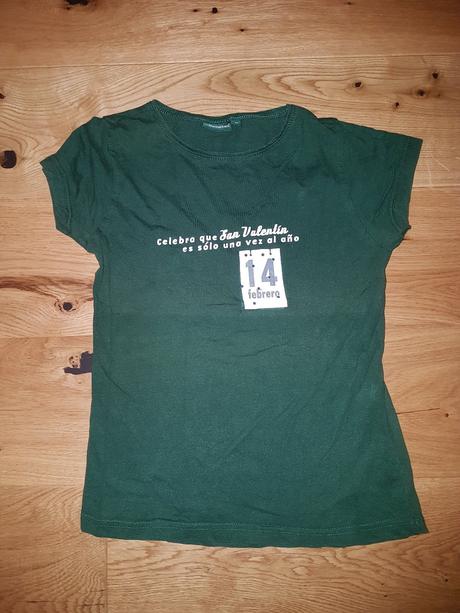 Celebra que San Valentín
es sólo una vez al año
14
febrero